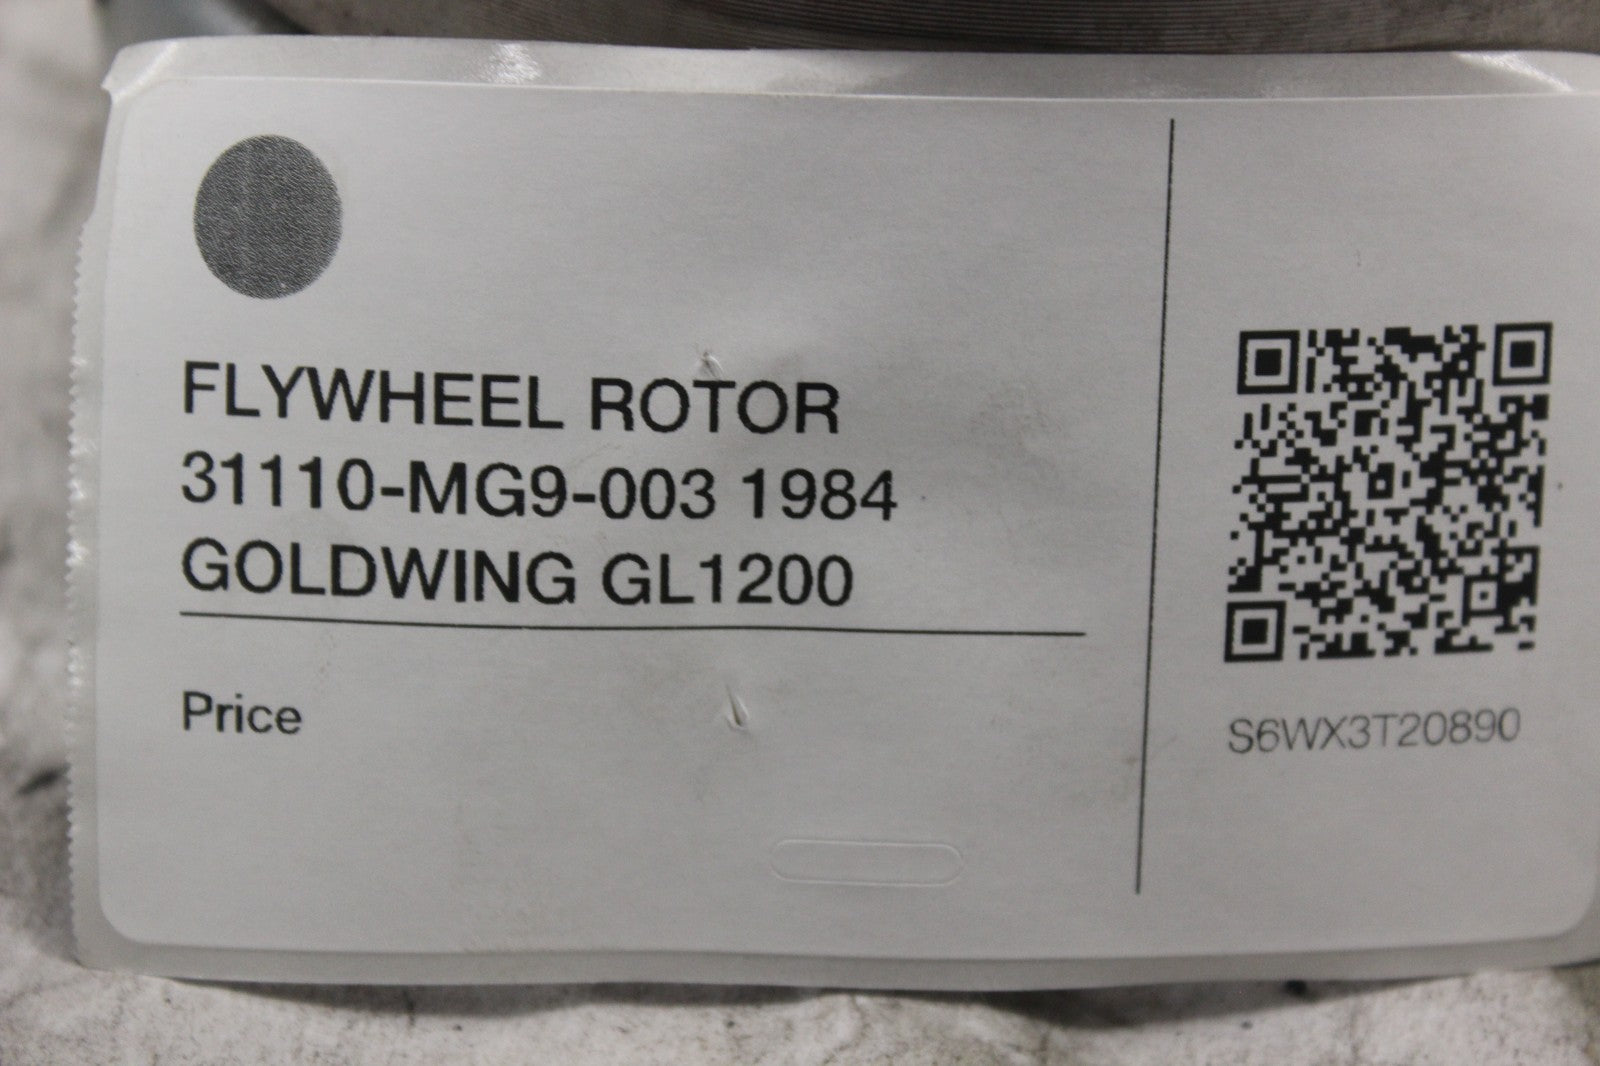 FLYWHEEL ROTOR
31110-MG9-003 1984
GOLDWING GL1200
Price
S6WX3T20890